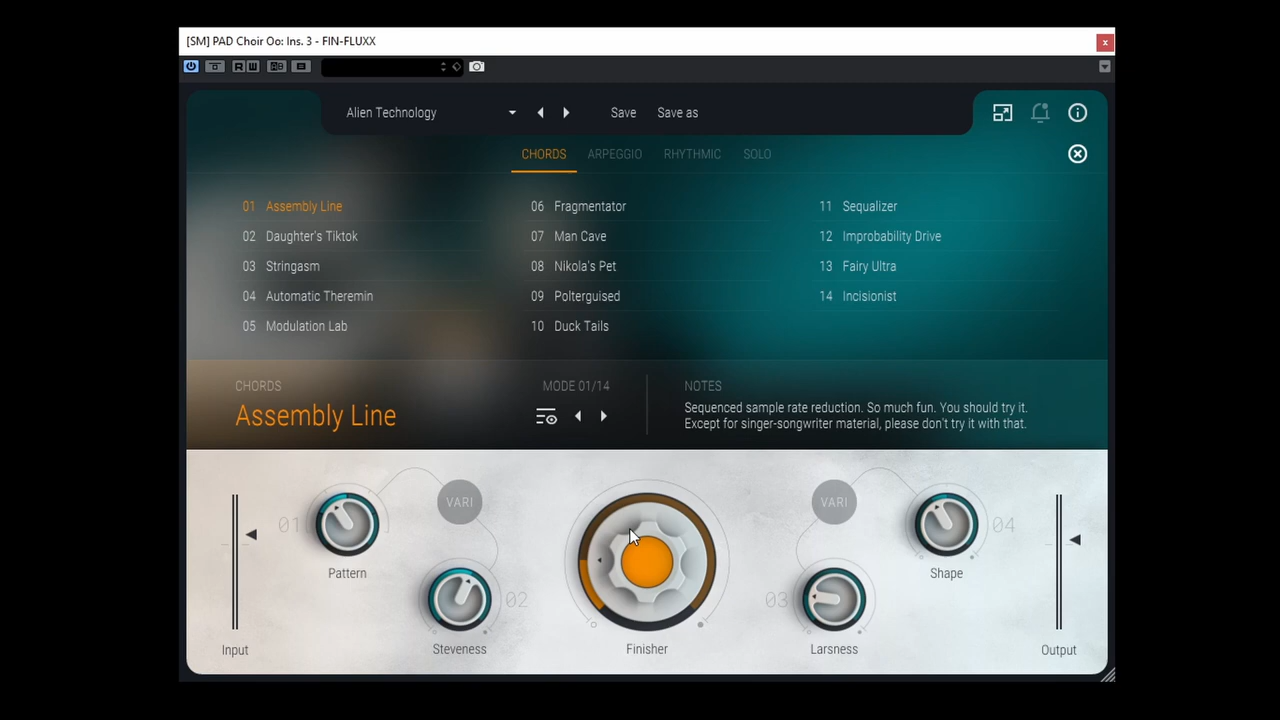 [SM] PAD Choir Oo: Ins. 3 - FIN-FLUXX
R W
Alien Technology Save Save as
CHORDS ARPEGGIO RHYTHMIC SOLO
01 Assembly Line 06 Fragmentator 11 Sequalizer
02 Daughter's Tiktok 07 Man Cave 12 Improbability Drive
03 Stringasm 08 Nikola's Pet 13 Fairy Ultra
04 Automatic Theremin 09 Polterguised 14 Incisionist
05 Modulation Lab 10 Duck Tails
CHORDS MODE 01/14 NOTES
Assembly Line
Sequenced sample rate reduction. So much fun. You should try it.
Except for singer-songwriter material, please don't try it with that.
VARI VARI
01 04
Pattern Shape
02 03
Input Steveness Finisher Larsness Output